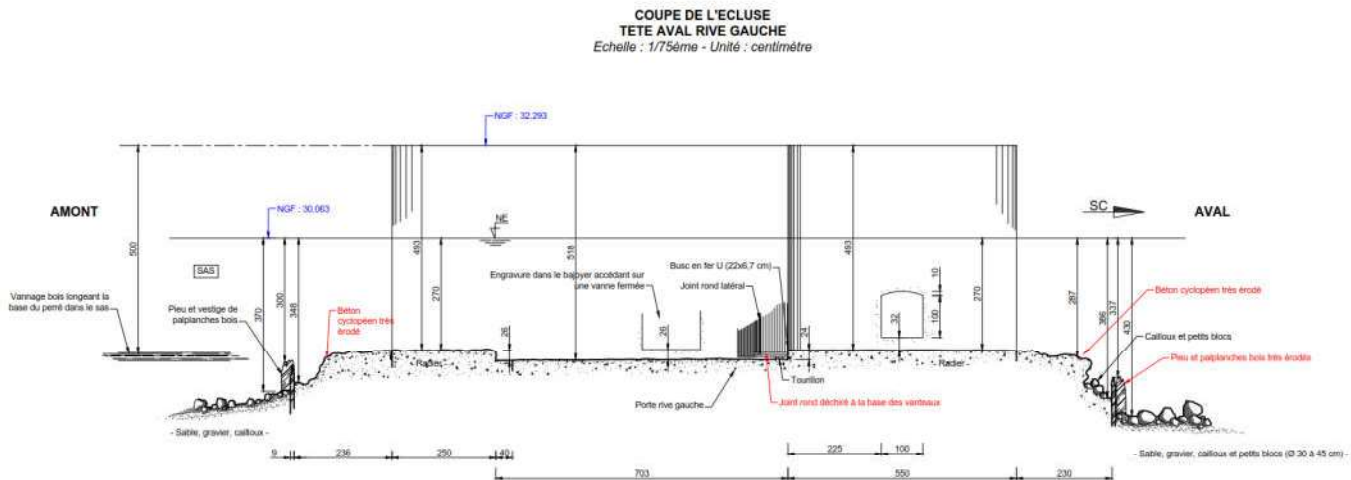 COUPE DE L'ECLUSE
TETE AVAL RIVE GAUCHE
Echelle : 1/75ème - Unité : centimètre
NGF : 32.293
AMONT
NGF : 30.063
SC
AVAL
500
493
518
493
SAS
Vannage bois longeant la
base du perré dans le sas
Pieu et vestige de
palplanches bois
370
300
348
Béton
cyclopéen très
érodé
270
Engravure dans le bajoyer accédant sur
une vanne fermée
Busc en fer U (22x6,7 cm)
Joint rond latéral
26
26
24
32
100
10
270
287
386
337
430
Béton cyclopéen très érodé
Cailloux et petits blocs
Pieu et palplanches bois très érodés
- Radier -
- Radier -
Tourillon
Porte rive gauche
Joint rond déchiré à la base des vantaux
- Sable, gravier, cailloux -
- Sable, gravier, cailloux et petits blocs (Ø 30 à 45 cm) -
9
236
250
40
225
100
703
550
230